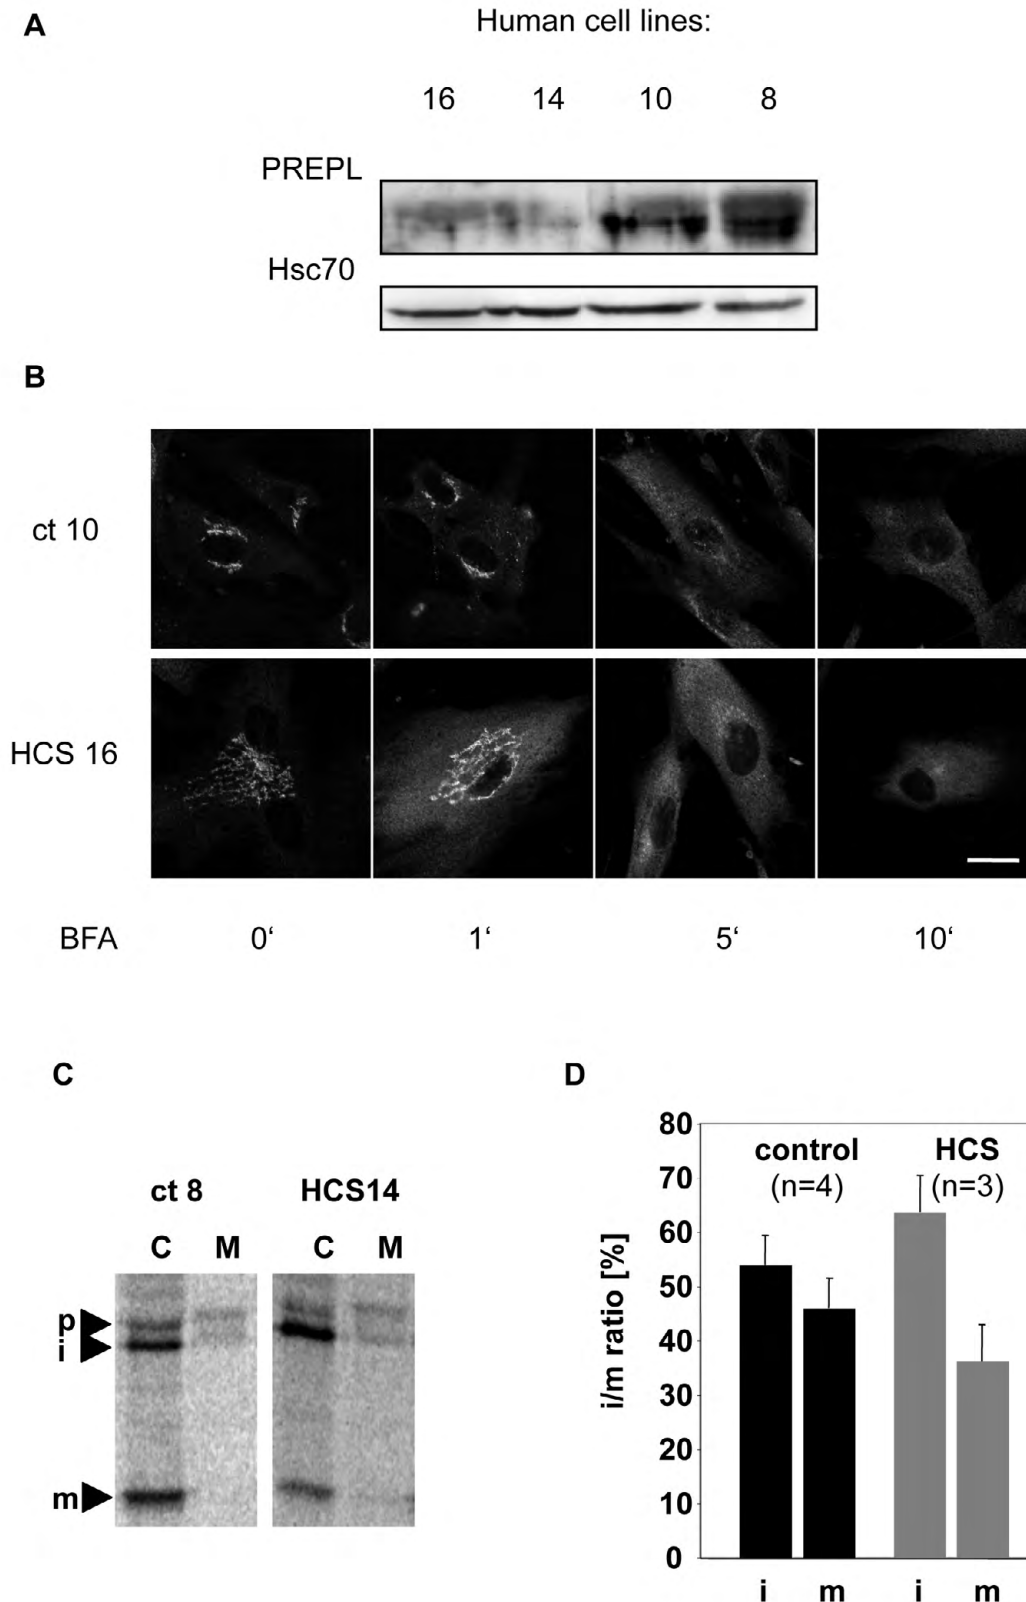 A
Human cell lines:
16 14 10 8
PREPL
Hsc70
B
ct 10
HCS 16
BFA 0‘ 1‘ 5‘ 10‘
C
ct 8 HCS14
C M C M
p
i
m
D
i/m ratio [%]
80
70
60
50
40
30
20
10
0
control HCS
(n=4) (n=3)
i m i m